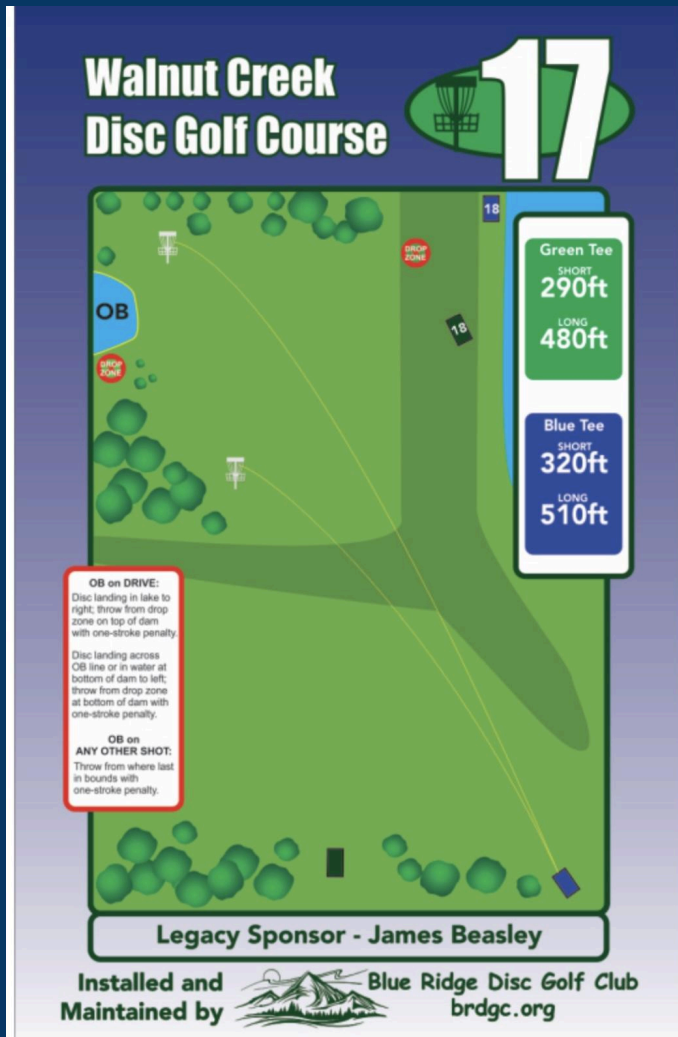 Walnut Creek
Disc Golf Course
17
18
DROP
ZONE
Green Tee
SHORT
290ft
LONG
480ft
OB
18
DROP
ZONE
Blue Tee
SHORT
320ft
LONG
510ft
OB on DRIVE:
Disc landing in lake to
right; throw from drop
zone on top of dam
with one-stroke penalty.
Disc landing across
OB line or in water at
bottom of dam to left;
throw from drop zone
at bottom of dam with
one-stroke penalty.
OB on
ANY OTHER SHOT:
Throw from where last
in bounds with
one-stroke penalty.
Legacy Sponsor - James Beasley
Installed and
Maintained by
Blue Ridge Disc Golf Club
brdgc.org